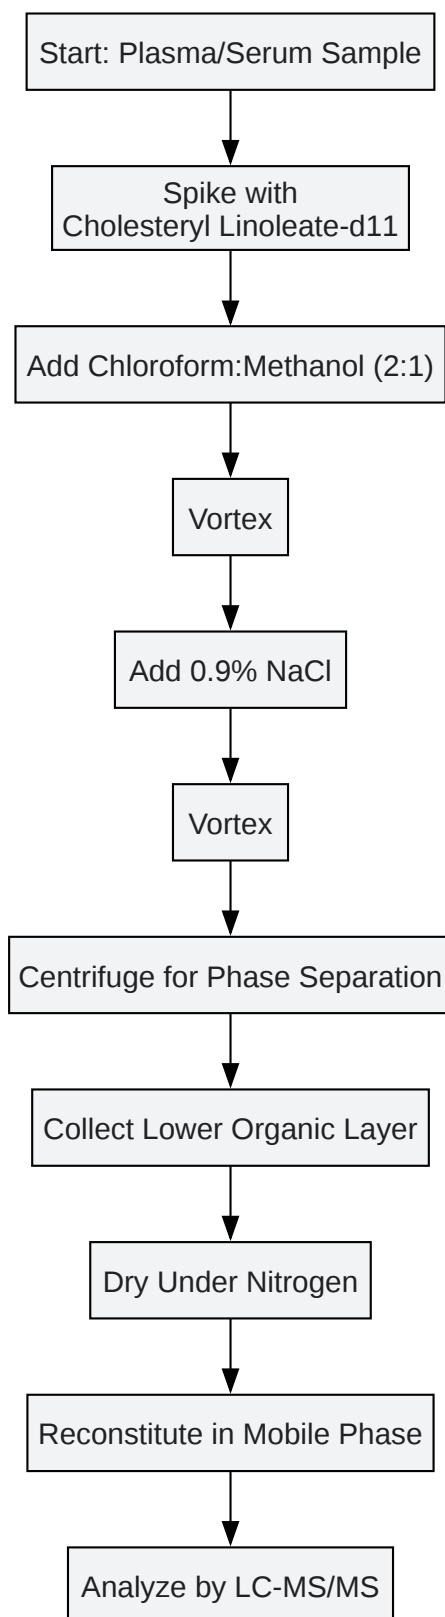 Start: Plasma/Serum Sample
Spike with
Cholesteryl Linoleate-d11
Add Chloroform:Methanol (2:1)
Vortex
Add 0.9% NaCl
Vortex
Centrifuge for Phase Separation
Collect Lower Organic Layer
Dry Under Nitrogen
Reconstitute in Mobile Phase
Analyze by LC-MS/MS